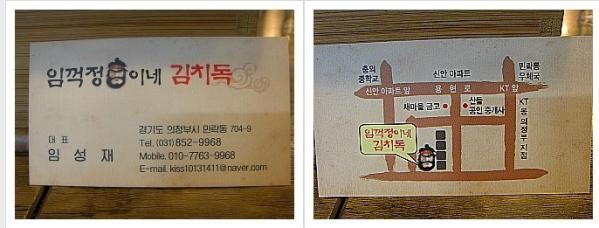 임꺽정이네 김치독
대표
임성재
경기도 의정부시 민락동 704-9
Tel. (031) 852-9968
Mobile. 010-7763-9968
E-mail. kiss10131411@naver.com
충의
중학교
신안 아파트
민락동
우체국
신안 아파트 앞
용현로
KT 앞
새마을 금고
산들
공인 중개사
KT 동의정부지점
임꺽정이네
김치독